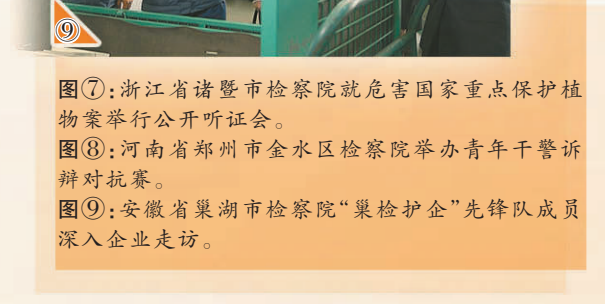 ⑨
图⑦:浙江省诸暨市检察院就危害国家重点保护植
物案举行公开听证会。
图⑧:河南省郑州市金水区检察院举办青年干警诉
辩对抗赛。
图⑨:安徽省巢湖市检察院“巢检护企”先锋队成员
深入企业走访。